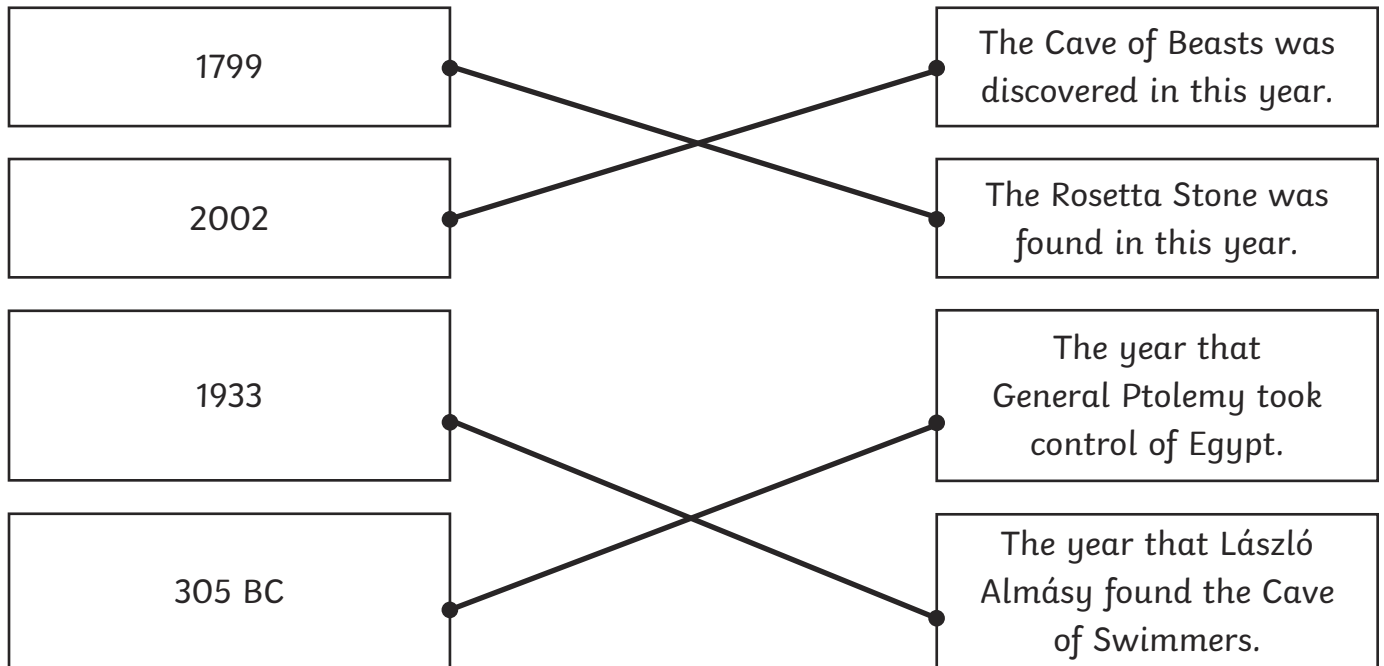 1799
The Cave of Beasts was
discovered in this year.
2002
The Rosetta Stone was
found in this year.
1933
The year that
General Ptolemy took
control of Egypt.
305 BC
The year that László
Almásy found the Cave
of Swimmers.